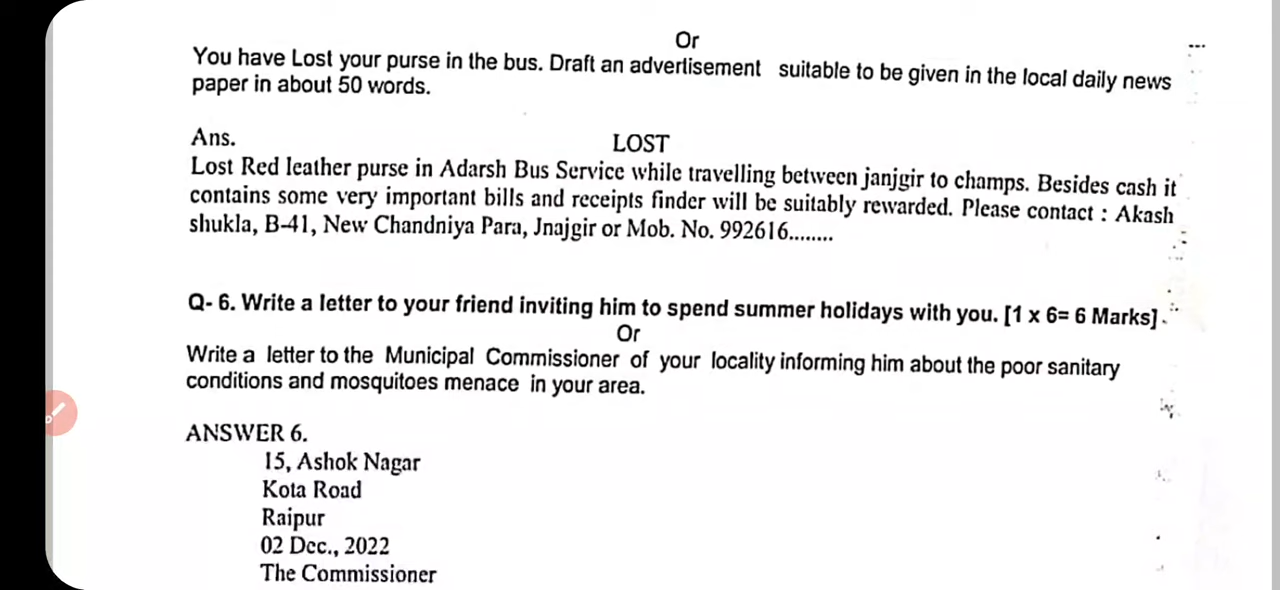 Or
You have Lost your purse in the bus. Draft an advertisement suitable to be given in the local daily news
paper in about 50 words.
Ans.
LOST
Lost Red leather purse in Adarsh Bus Service while travelling between janjgir to champs. Besides cash it
contains some very important bills and receipts finder will be suitably rewarded. Please contact : Akash
shukla, B-41, New Chandniya Para, Jnajgir or Mob. No. 992616........
Q- 6. Write a letter to your friend inviting him to spend summer holidays with you. [1 x 6= 6 Marks]
Or
Write a letter to the Municipal Commissioner of your locality informing him about the poor sanitary
conditions and mosquitoes menace in your area.
ANSWER 6.
15, Ashok Nagar
Kota Road
Raipur
02 Dec., 2022
The Commissioner